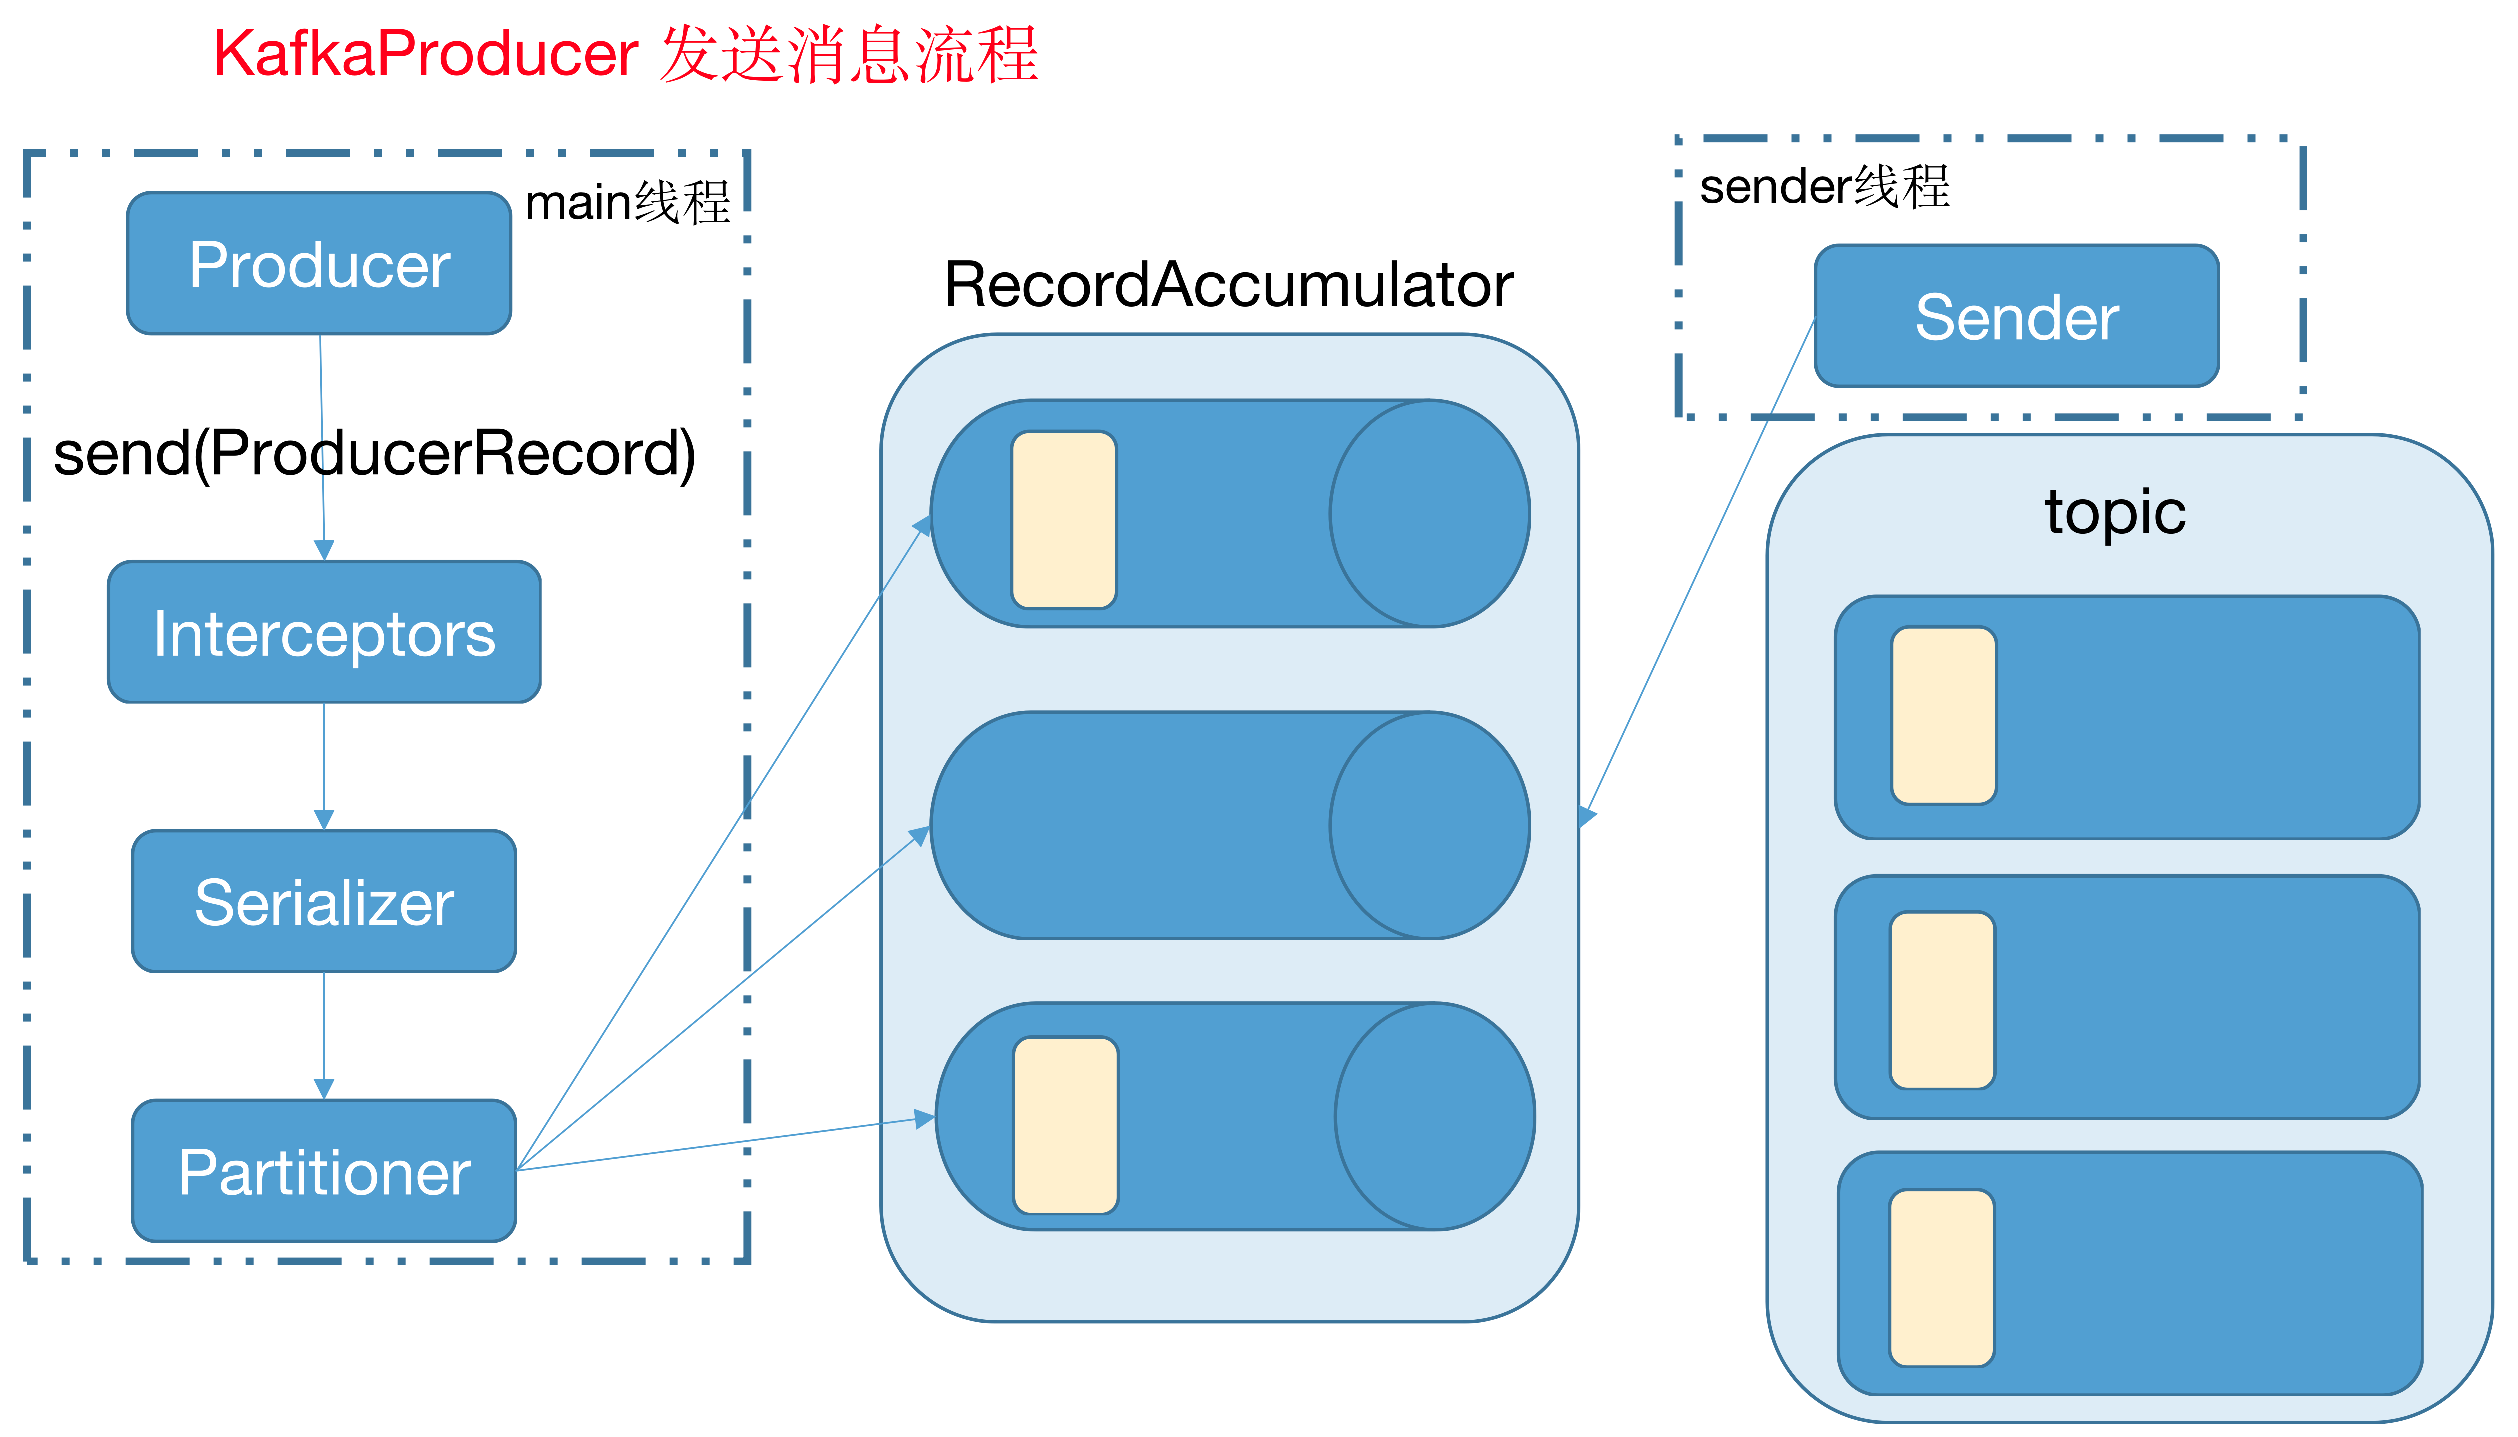 KafkaProducer 发送消息流程
main线程
Producer
send(ProducerRecord)
Interceptors
Serializer
Partitioner
RecordAccumulator
sender线程
Sender
topic